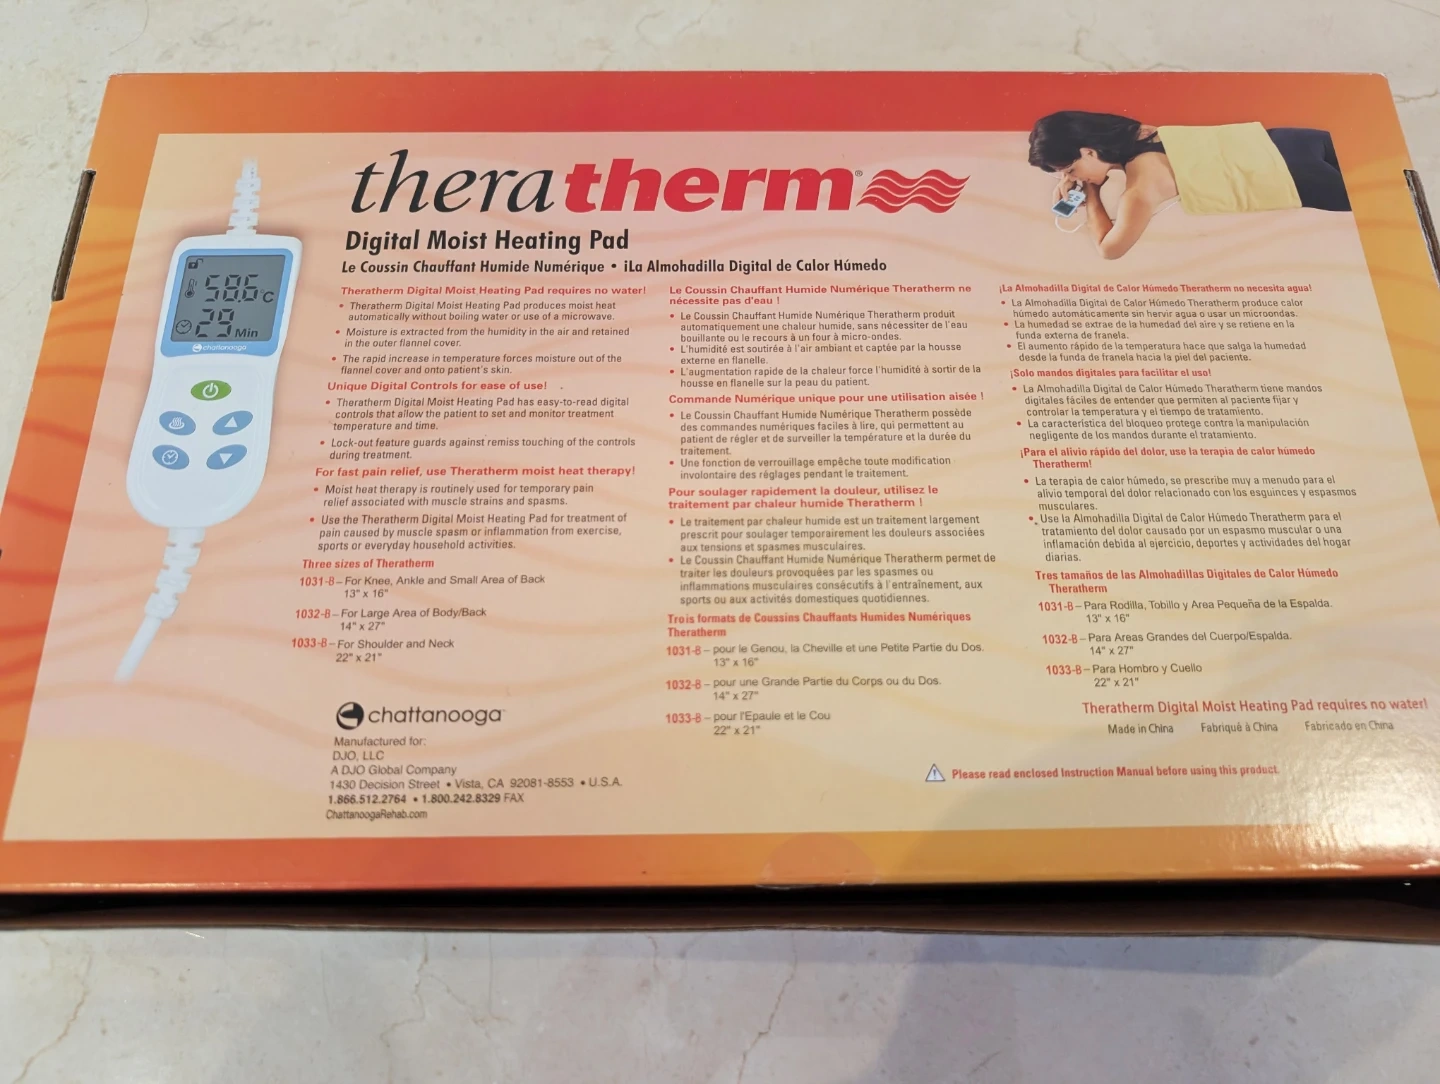 theratherm®
Digital Moist Heating Pad
Le Coussin Chauffant Humide Numérique • ¡La Almohadilla Digital de Calor Húmedo
58.6 C
29 Min
chattanooga
Theratherm Digital Moist Heating Pad requires no water!
• Theratherm Digital Moist Heating Pad produces moist heat
automatically without boiling water or use of a microwave.
• Moisture is extracted from the humidity in the air and retained
in the outer flannel cover.
• The rapid increase in temperature forces moisture out of the
flannel cover and onto patient's skin.
Unique Digital Controls for ease of use!
• Theratherm Digital Moist Heating Pad has easy-to-read digital
controls that allow the patient to set and monitor treatment
temperature and time.
• Lock-out feature guards against remiss touching of the controls
during treatment.
For fast pain relief, use Theratherm moist heat therapy!
• Moist heat therapy is routinely used for temporary pain
relief associated with muscle strains and spasms.
• Use the Theratherm Digital Moist Heating Pad for treatment of
pain caused by muscle spasm or inflammation from exercise,
sports or everyday household activities.
Three sizes of Theratherm
1031-B – For Knee, Ankle and Small Area of Back
13" x 16"
1032-B – For Large Area of Body/Back
14" x 27"
1033-B – For Shoulder and Neck
22" x 21"
chattanooga™
Manufactured for:
DJO, LLC
A DJO Global Company
1430 Decision Street • Vista, CA 92081-8553 • U.S.A.
1.866.512.2764 • 1.800.242.8329 FAX
ChattanoogaRehab.com
Le Coussin Chauffant Humide Numérique Theratherm ne
nécessite pas d'eau !
• Le Coussin Chauffant Humide Numérique Theratherm produit
automatiquement une chaleur humide, sans nécessiter de l'eau
bouillante ou le recours à un four à micro-ondes.
• L'humidité est soutirée à l'air ambiant et captée par la housse
externe en flanelle.
• L'augmentation rapide de la chaleur force l'humidité à sortir de la
housse en flanelle sur la peau du patient.
Commande Numérique unique pour une utilisation aisée !
• Le Coussin Chauffant Humide Numérique Theratherm possède
des commandes numériques faciles à lire, qui permettent au
patient de régler et de surveiller la température et la durée du
traitement.
• Une fonction de verrouillage empêche toute modification
involontaire des réglages pendant le traitement.
Pour soulager rapidement la douleur, utilisez le
traitement par chaleur humide Theratherm !
• Le traitement par chaleur humide est un traitement largement
prescrit pour soulager temporairement les douleurs associées
aux tensions et spasmes musculaires.
• Le Coussin Chauffant Humide Numérique Theratherm permet de
traiter les douleurs provoquées par les spasmes ou
inflammations musculaires consécutifs à l'entraînement, aux
sports ou aux activités domestiques quotidiennes.
Trois formats de Coussins Chauffants Humides Numériques
Theratherm
1031-B – pour le Genou, la Cheville et une Petite Partie du Dos.
13" x 16"
1032-B – pour une Grande Partie du Corps ou du Dos.
14" x 27"
1033-B – pour l'Epaule et le Cou
22" x 21"
¡La Almohadilla Digital de Calor Húmedo Theratherm no necesita agua!
• La Almohadilla Digital de Calor Húmedo Theratherm produce calor
húmedo automáticamente sin hervir agua o usar un microondas.
• La humedad se extrae de la humedad del aire y se retiene en la
funda externa de franela.
• El aumento rápido de la temperatura hace que salga la humedad
desde la funda de franela hacia la piel del paciente.
¡Solo mandos digitales para facilitar el uso!
• La Almohadilla Digital de Calor Húmedo Theratherm tiene mandos
digitales fáciles de entender que permiten al paciente fijar y
controlar la temperatura y el tiempo de tratamiento.
• La característica del bloqueo protege contra la manipulación
negligente de los mandos durante el tratamiento.
¡Para el alivio rápido del dolor, use la terapia de calor húmedo
Theratherm!
• La terapia de calor húmedo, se prescribe muy a menudo para el
alivio temporal del dolor relacionado con los esguinces y espasmos
musculares.
• Use la Almohadilla Digital de Calor Húmedo Theratherm para el
tratamiento del dolor causado por un espasmo muscular o una
inflamación debida al ejercicio, deportes y actividades del hogar
diarias.
Tres tamaños de las Almohadillas Digitales de Calor Húmedo
Theratherm
1031-B – Para Rodilla, Tobillo y Area Pequeña de la Espalda.
13" x 16"
1032-B – Para Areas Grandes del Cuerpo/Espalda.
14" x 27"
1033-B – Para Hombro y Cuello
22" x 21"
Theratherm Digital Moist Heating Pad requires no water!
Made in China Fabriqué à China Fabricado en China
Please read enclosed Instruction Manual before using this product.